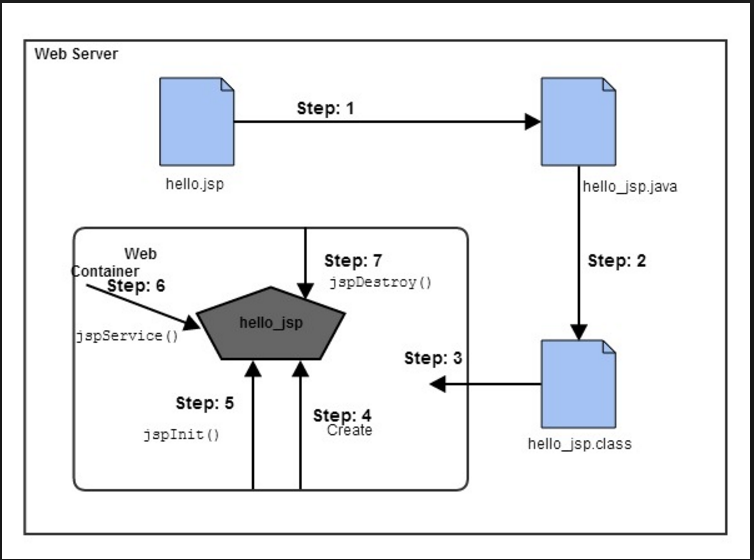 Web Server
Step: 1
hello.jsp
hello_jsp.java
Step: 2
Web
Container
Step: 7
jspDestroy()
Step: 6
jspService()
hello_jsp
Step: 3
Step: 5
jspInit()
Step: 4
Create
hello_jsp.class